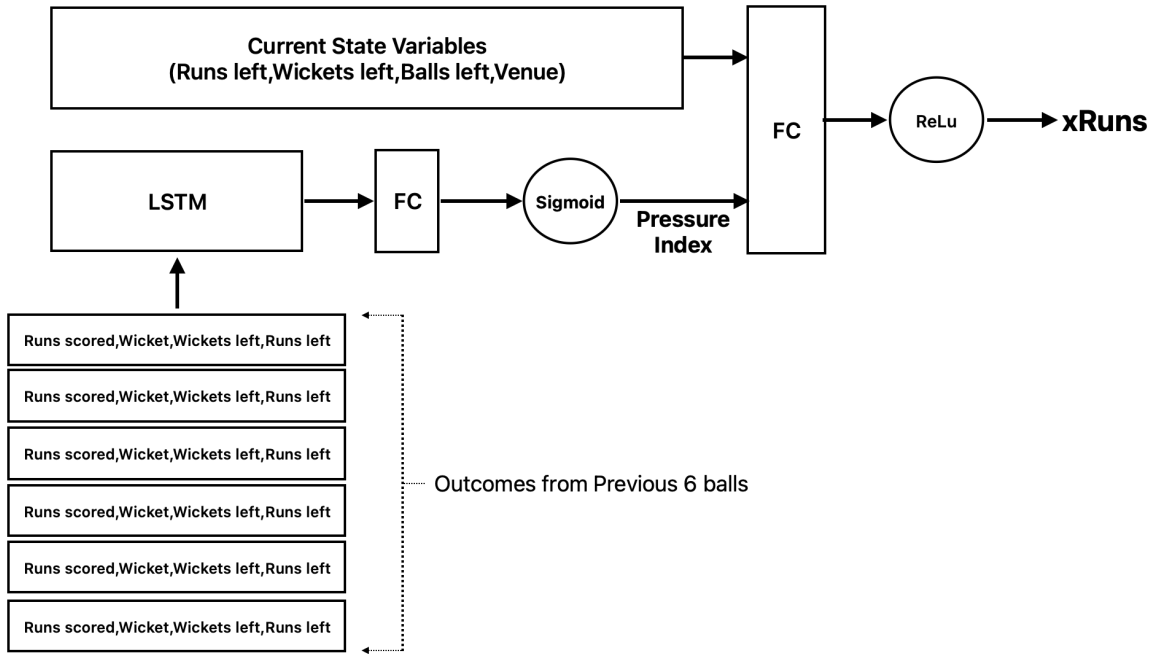 Current State Variables
(Runs left,Wickets left,Balls left,Venue)
FC
ReLu
xRuns
LSTM
FC
Sigmoid
Pressure
Index
Runs scored,Wicket,Wickets left,Runs left
Runs scored,Wicket,Wickets left,Runs left
Runs scored,Wicket,Wickets left,Runs left
Runs scored,Wicket,Wickets left,Runs left
Runs scored,Wicket,Wickets left,Runs left
Runs scored,Wicket,Wickets left,Runs left
Outcomes from Previous 6 balls